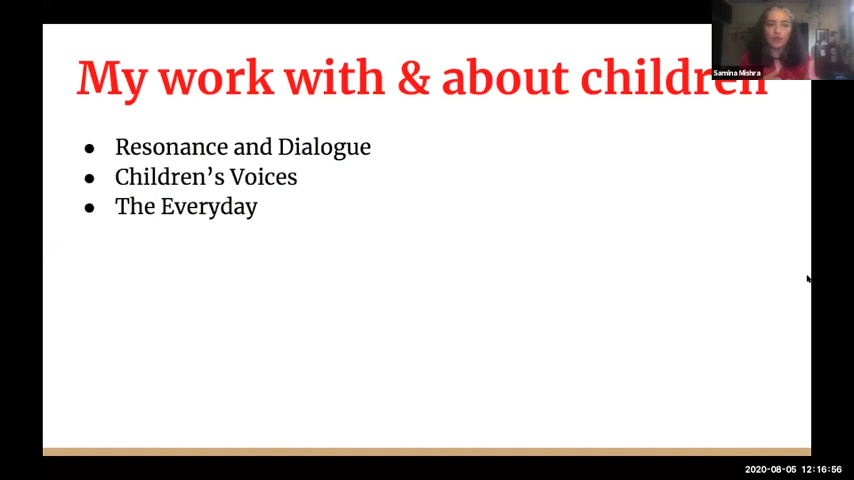 My work with & about children
Samina Mishra
● Resonance and Dialogue
● Children's Voices
● The Everyday
2020-08-05 12:16:56